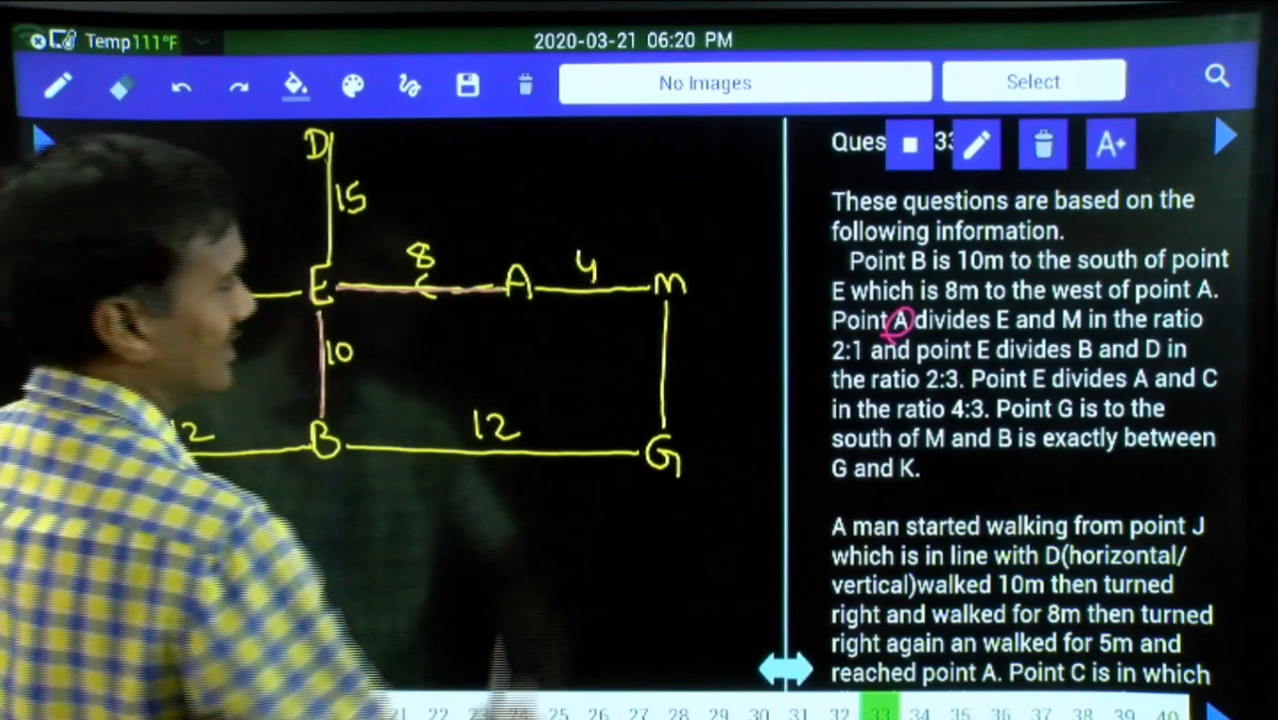 Temp 111°F
2020-03-21 06:20 PM
No Images
Select
D
15
8
E
A
4
M
10
12
B
12
G
Ques 33
A+
These questions are based on the
following information.
Point B is 10m to the south of point
E which is 8m to the west of point A.
Point A divides E and M in the ratio
2:1 and point E divides B and D in
the ratio 2:3. Point E divides A and C
in the ratio 4:3. Point G is to the
south of M and B is exactly between
G and K.
A man started walking from point J
which is in line with D(horizontal/
vertical)walked 10m then turned
right and walked for 8m then turned
right again an walked for 5m and
reached point A. Point C is in which
21 22 23 24 25 26 27 28 29 30 31 32 33 34 35 36 37 38 39 40